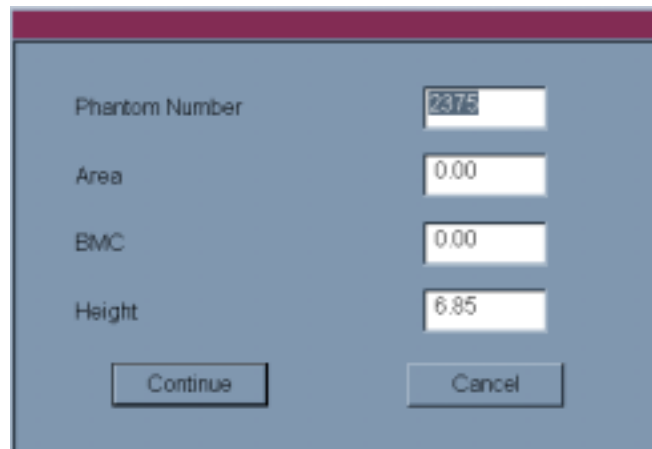 Phantom Number 2375
Area 0.00
BMC 0.00
Height 6.85
Continue Cancel